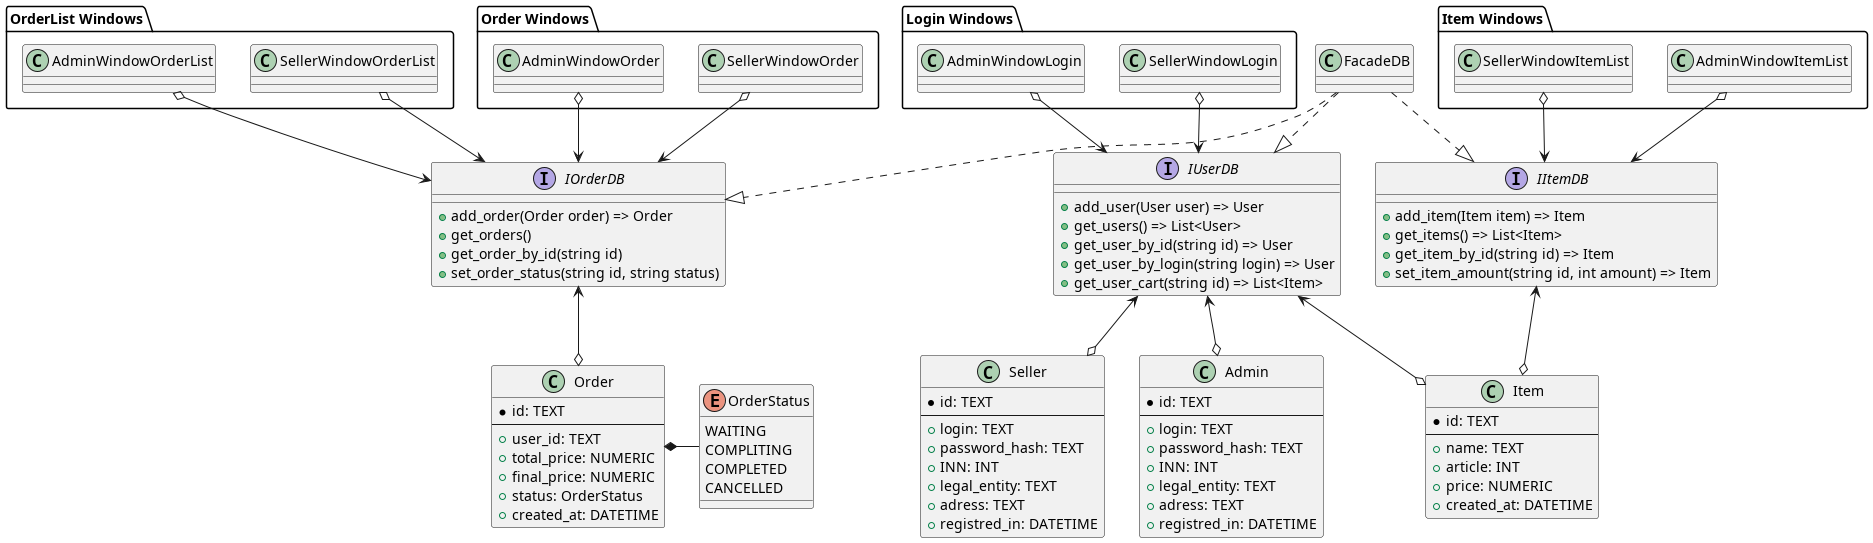 OrderList Windows
C AdminWindowOrderList
C SellerWindowOrderList
Order Windows
C AdminWindowOrder
C SellerWindowOrder
Login Windows
C AdminWindowLogin
C SellerWindowLogin
C FacadeDB
Item Windows
C SellerWindowItemList
C AdminWindowItemList
I IOrderDB
add_order(Order order) => Order
get_orders()
get_order_by_id(string id)
set_order_status(string id, string status)
I IUserDB
add_user(User user) => User
get_users() => List<User>
get_user_by_id(string id) => User
get_user_by_login(string login) => User
get_user_cart(string id) => List<Item>
I IItemDB
add_item(Item item) => Item
get_items() => List<Item>
get_item_by_id(string id) => Item
set_item_amount(string id, int amount) => Item
C Order
id: TEXT
user_id: TEXT
total_price: NUMERIC
final_price: NUMERIC
status: OrderStatus
created_at: DATETIME
E OrderStatus
WAITING
COMPLITING
COMPLETED
CANCELLED
C Seller
id: TEXT
login: TEXT
password_hash: TEXT
INN: INT
legal_entity: TEXT
adress: TEXT
registred_in: DATETIME
C Admin
id: TEXT
login: TEXT
password_hash: TEXT
INN: INT
legal_entity: TEXT
adress: TEXT
registred_in: DATETIME
C Item
id: TEXT
name: TEXT
article: INT
price: NUMERIC
created_at: DATETIME